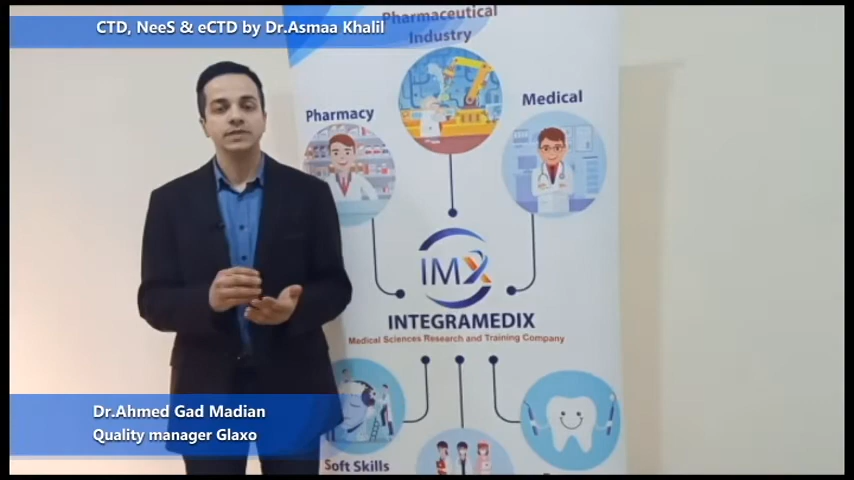 CTD, NeeS & eCTD by Dr.Asmaa Khalil
Pharmaceutical
Industry
Pharmacy
Medical
IMX
INTEGRAMEDIX
Medical Sciences Research and Training Company
Dr.Ahmed Gad Madian
Quality manager Glaxo
Soft Skills